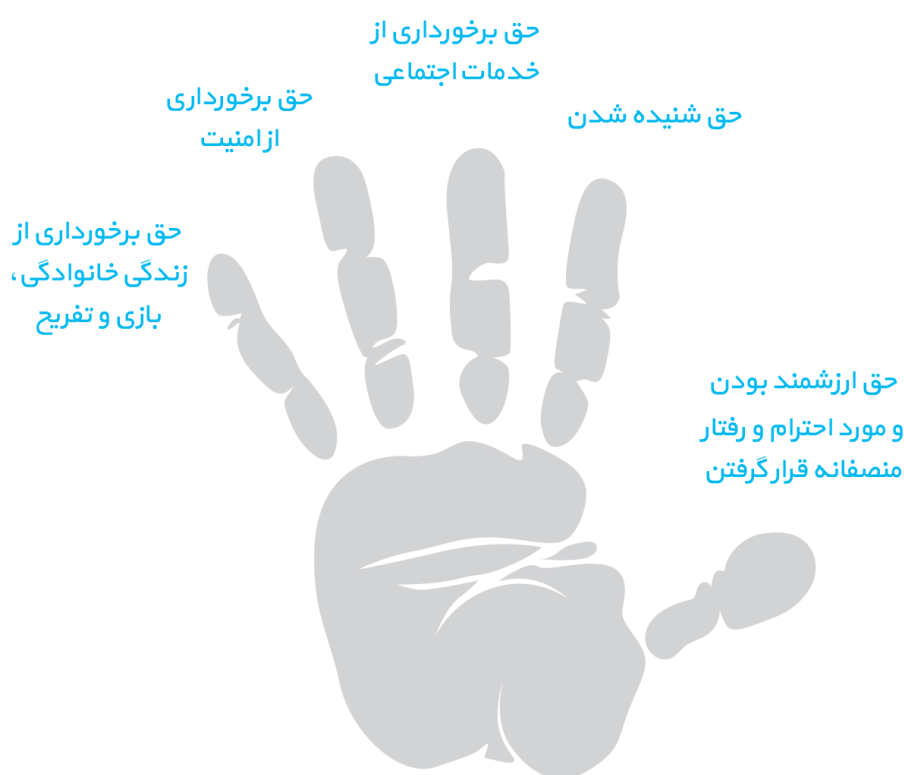 حق برخورداری از
خدمات اجتماعی
حق شنیده شدن
حق برخورداری
از امنیت
حق برخورداری از
زندگی خانوادگی،
بازی و تفریح
حق ارزشمند بودن
و مورد احترام و رفتار
منصفانه قرار گرفتن